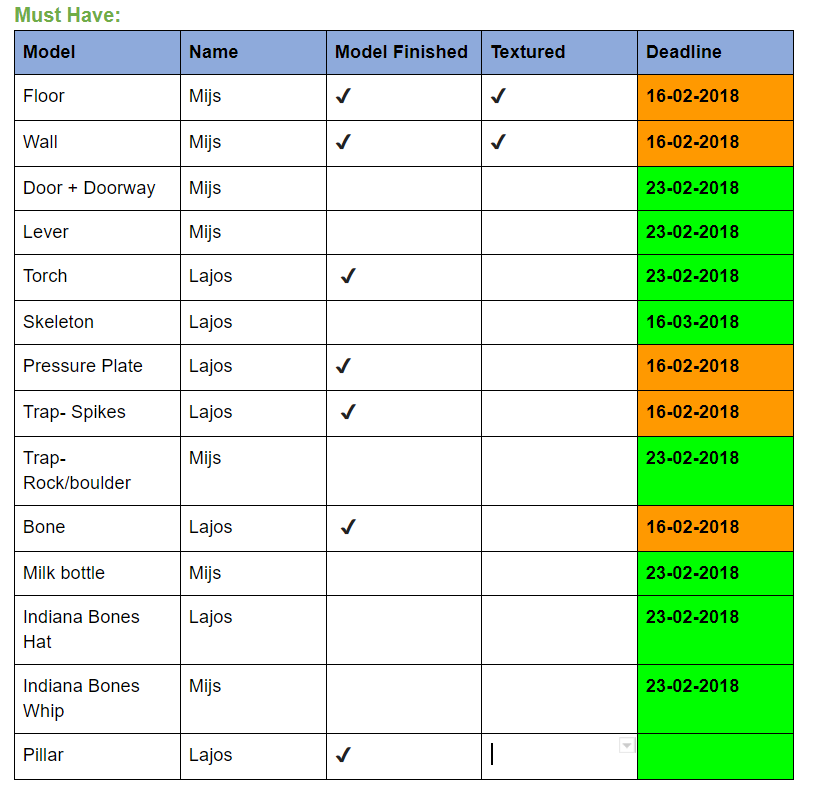 Must Have:
Model Name Model Finished Textured Deadline
Floor Mijs ✔ ✔ 16-02-2018
Wall Mijs ✔ ✔ 16-02-2018
Door + Doorway Mijs 23-02-2018
Lever Mijs 23-02-2018
Torch Lajos ✔ 23-02-2018
Skeleton Lajos 16-03-2018
Pressure Plate Lajos ✔ 16-02-2018
Trap- Spikes Lajos ✔ 16-02-2018
Trap- Mijs 23-02-2018
Rock/boulder
Bone Lajos ✔ 16-02-2018
Milk bottle Mijs 23-02-2018
Indiana Bones Lajos 23-02-2018
Hat
Indiana Bones Mijs 23-02-2018
Whip
Pillar Lajos ✔